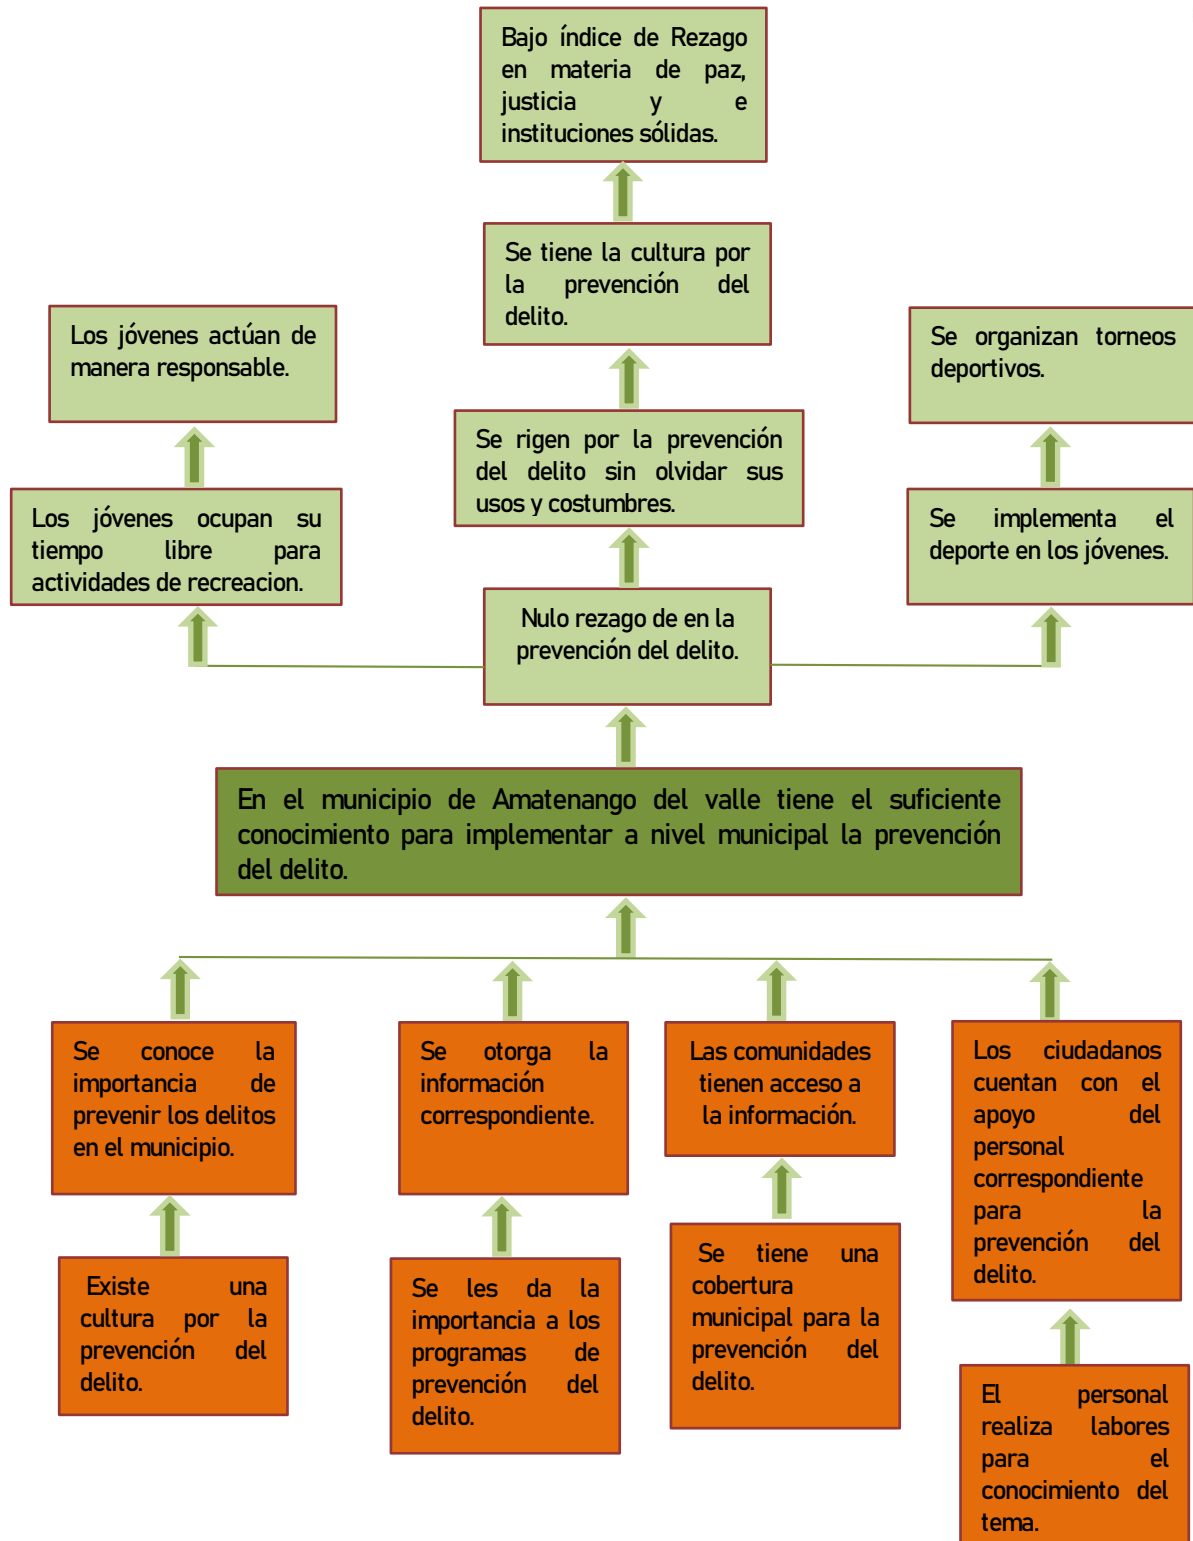 Bajo índice de Rezago
en materia de paz,
justicia y e
instituciones sólidas.
Se tiene la cultura por
la prevención del
delito.
Los jóvenes actúan de
manera responsable.
Se organizan torneos
deportivos.
Se rigen por la prevención
del delito sin olvidar sus
usos y costumbres.
Los jóvenes ocupan su
tiempo libre para
actividades de recreacion.
Se implementa el
deporte en los jóvenes.
Nulo rezago de en la
prevención del delito.
En el municipio de Amatenango del valle tiene el suficiente
conocimiento para implementar a nivel municipal la prevención
del delito.
Se conoce la
importancia de
prevenir los delitos
en el municipio.
Se otorga la
información
correspondiente.
Las comunidades
tienen acceso a
la información.
Los ciudadanos
cuentan con el
apoyo del
personal
correspondiente
para la
prevención del
delito.
Existe una
cultura por la
prevención del
delito.
Se les da la
importancia a los
programas de
prevención del
delito.
Se tiene una
cobertura
municipal para la
prevención del
delito.
El personal
realiza labores
para el
conocimiento del
tema.